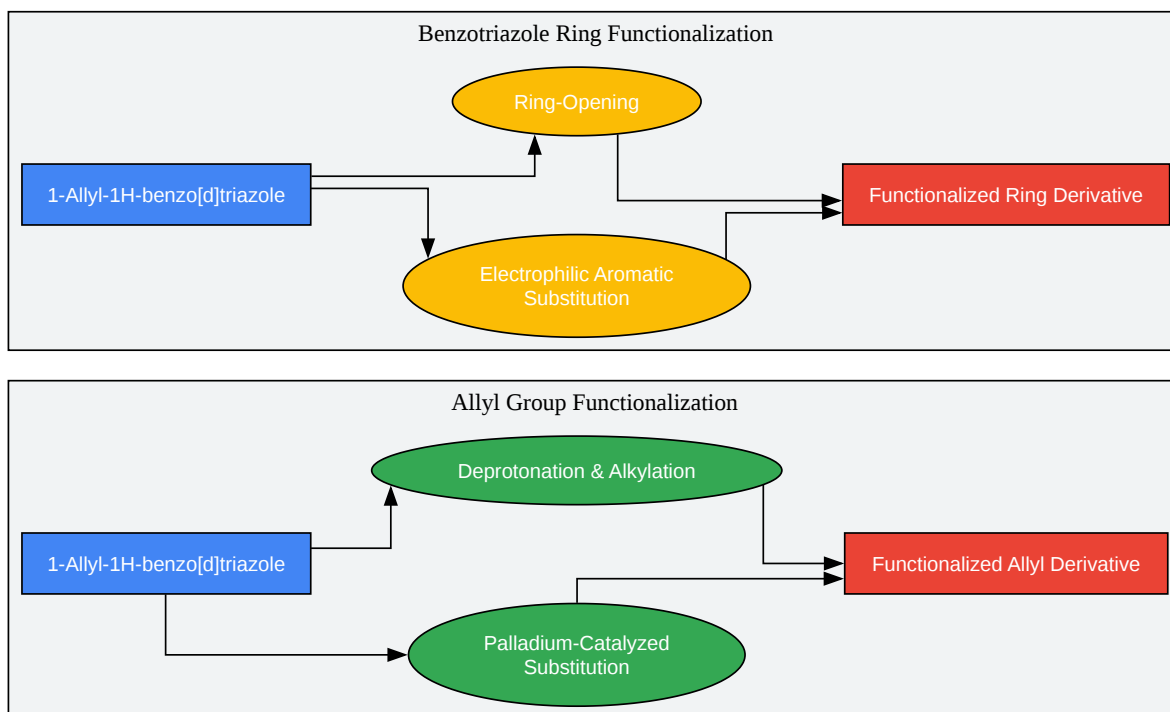 Benzotriazole Ring Functionalization
Ring-Opening
1-Allyl-1H-benzo[d]triazole
Functionalized Ring Derivative
Electrophilic Aromatic
Substitution
Allyl Group Functionalization
Deprotonation & Alkylation
1-Allyl-1H-benzo[d]triazole
Functionalized Allyl Derivative
Palladium-Catalyzed
Substitution